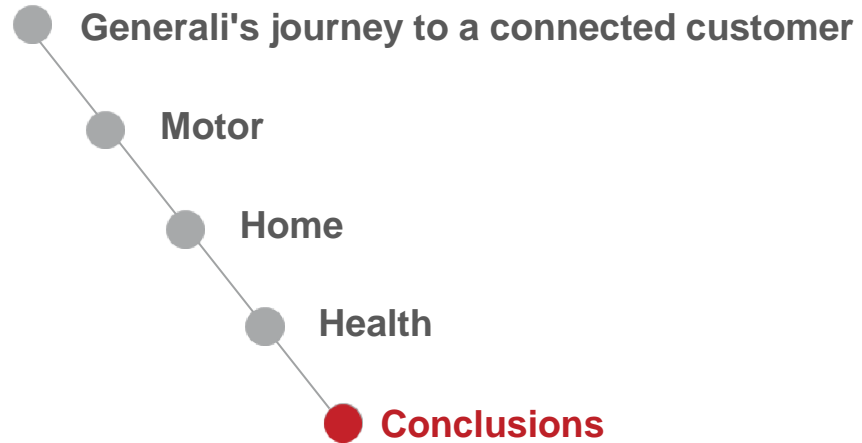 Generali's journey to a connected customer
Motor
Home
Health
Conclusions